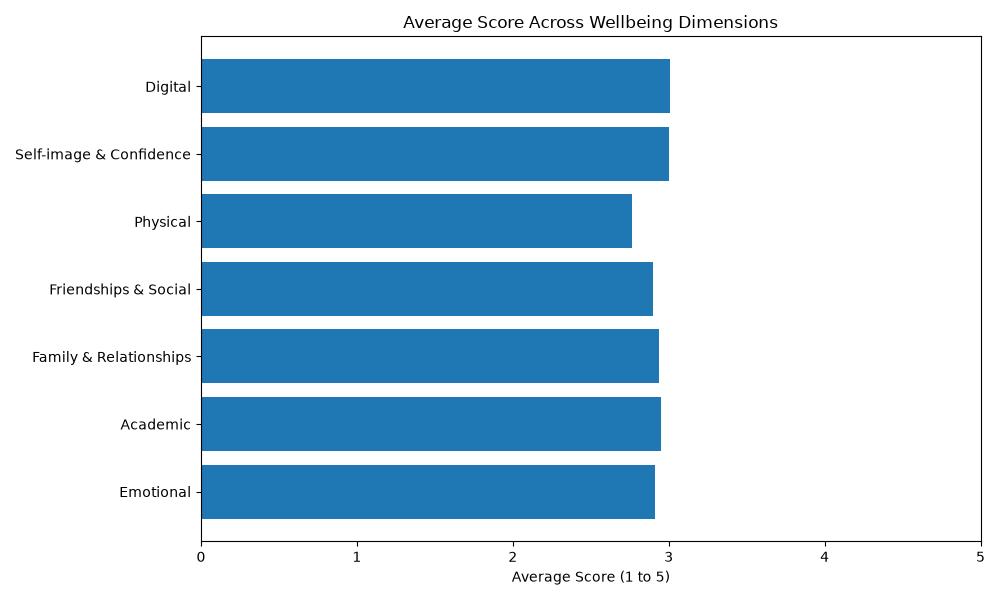 Average Score Across Wellbeing Dimensions
Digital
Self-image & Confidence
Physical
Friendships & Social
Family & Relationships
Academic
Emotional
0 1 2 3 4 5
Average Score (1 to 5)